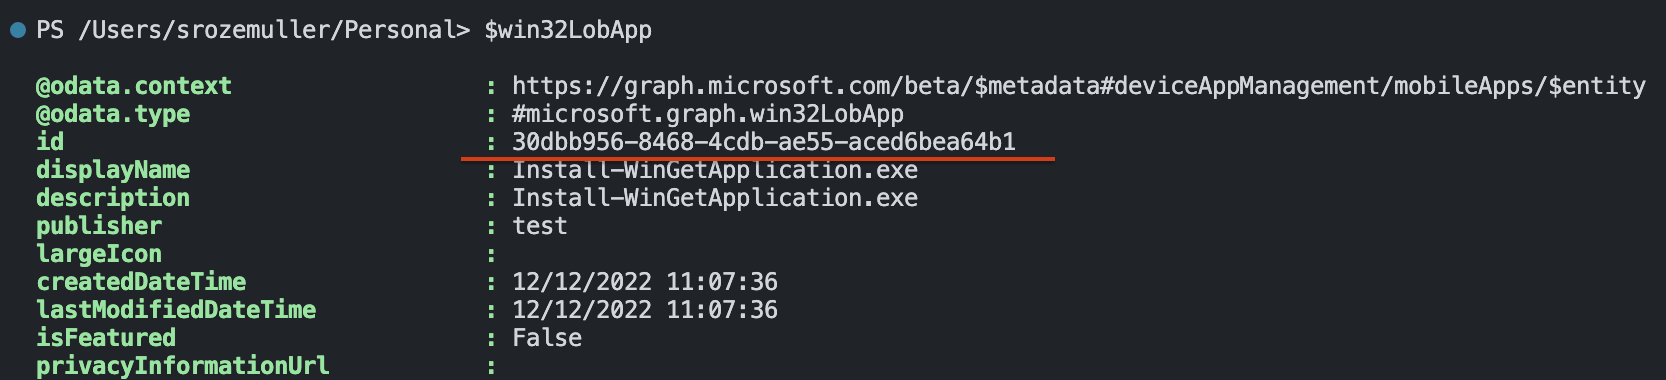 PS /Users/srozemuller/Personal> $win32LobApp
@odata.context : https://graph.microsoft.com/beta/$metadata#deviceAppManagement/mobileApps/$entity
@odata.type : #microsoft.graph.win32LobApp
id : 30dbb956-8468-4cdb-ae55-aced6bea64b1
displayName : Install-WinGetApplication.exe
description : Install-WinGetApplication.exe
publisher : test
largeIcon :
createdDateTime : 12/12/2022 11:07:36
lastModifiedDateTime : 12/12/2022 11:07:36
isFeatured : False
privacyInformationUrl :